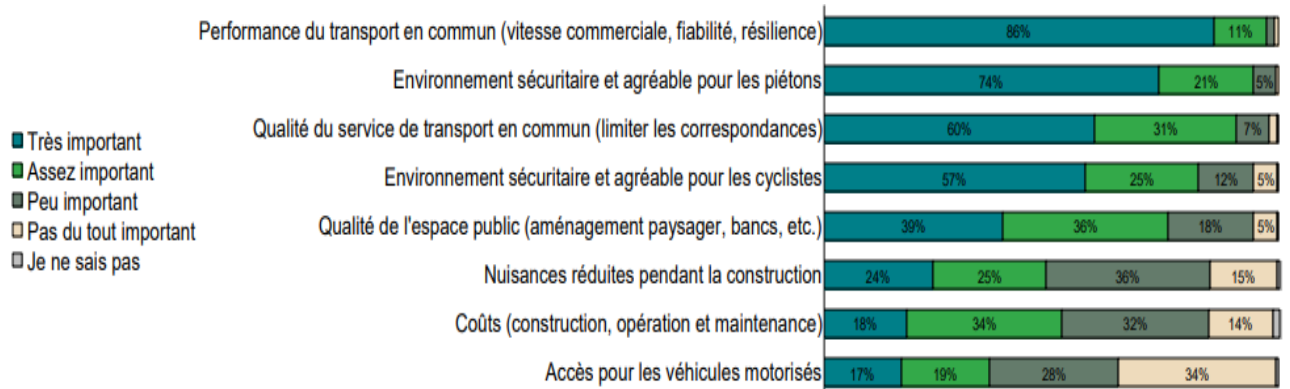 Performance du transport en commun (vitesse commerciale, fiabilité, résilience) 86% 11%
Environnement sécuritaire et agréable pour les piétons 74% 21% 5%
Qualité du service de transport en commun (limiter les correspondances) 60% 31% 7%
Environnement sécuritaire et agréable pour les cyclistes 57% 25% 12% 5%
Qualité de l'espace public (aménagement paysager, bancs, etc.) 39% 36% 18% 5%
Nuisances réduites pendant la construction 24% 25% 36% 15%
Coûts (construction, opération et maintenance) 18% 34% 32% 14%
Accès pour les véhicules motorisés 17% 19% 28% 34%
Très important
Assez important
Peu important
Pas du tout important
Je ne sais pas